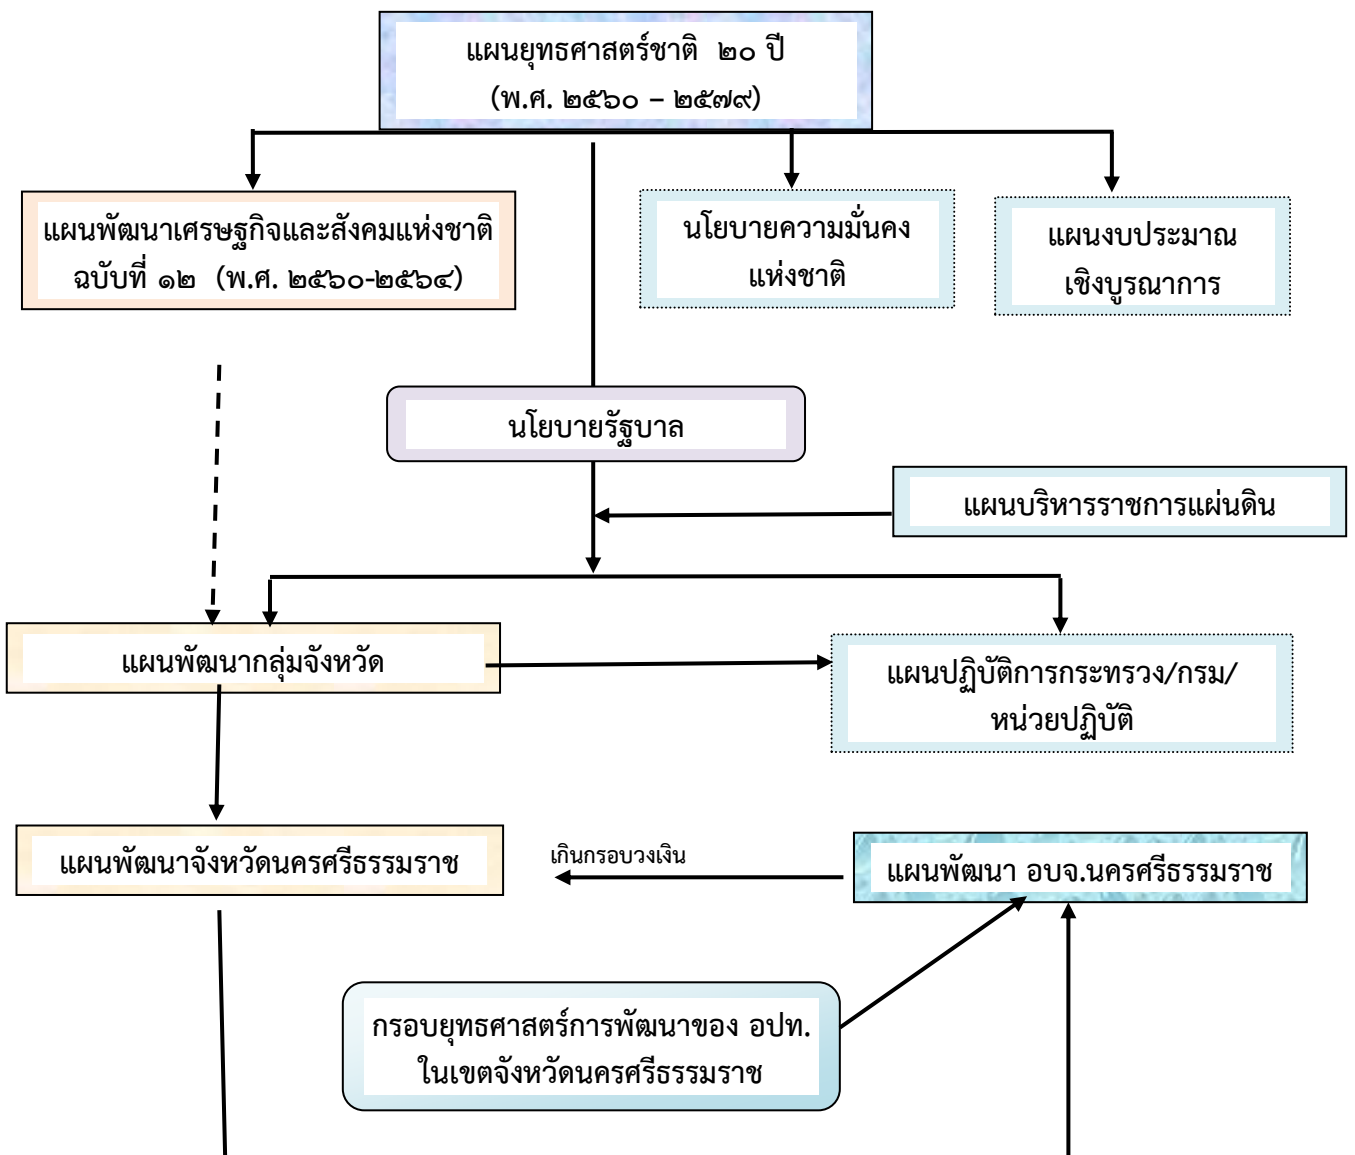 แผนยุทธศาสตร์ชาติ ๒๐ ปี
(พ.ศ. ๒๕๖๐ – ๒๕๗๙)
แผนพัฒนาเศรษฐกิจและสังคมแห่งชาติ
ฉบับที่ ๑๒ (พ.ศ. ๒๕๖๐-๒๕๖๔)
นโยบายความมั่นคง
แห่งชาติ
แผนงบประมาณ
เชิงบูรณาการ
นโยบายรัฐบาล
แผนบริหารราชการแผ่นดิน
แผนพัฒนากลุ่มจังหวัด
แผนปฏิบัติการกระทรวง/กรม/
หน่วยปฏิบัติ
แผนพัฒนาจังหวัดนครศรีธรรมราช
เกินกรอบวงเงิน
แผนพัฒนา อบจ.นครศรีธรรมราช
กรอบยุทธศาสตร์การพัฒนาของ อปท.
ในเขตจังหวัดนครศรีธรรมราช